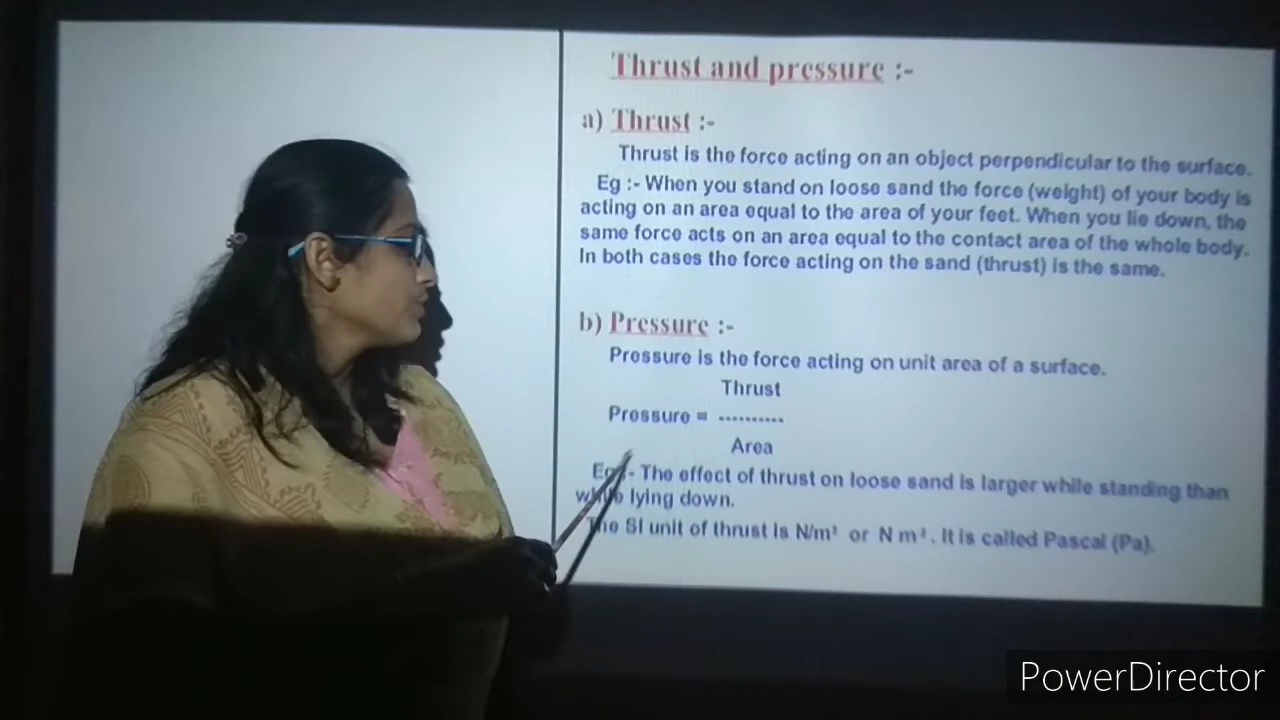 Thrust and pressure :-
a) Thrust :-
Thrust is the force acting on an object perpendicular to the surface.
Eg :- When you stand on loose sand the force (weight) of your body is
acting on an area equal to the area of your feet. When you lie down, the
same force acts on an area equal to the contact area of the whole body.
In both cases the force acting on the sand (thrust) is the same.
b) Pressure :-
Pressure is the force acting on unit area of a surface.
Thrust
Pressure = ----------
Area
Eg :- The effect of thrust on loose sand is larger while standing than
while lying down.
The SI unit of thrust is N/m² or N m². It is called Pascal (Pa).
PowerDirector